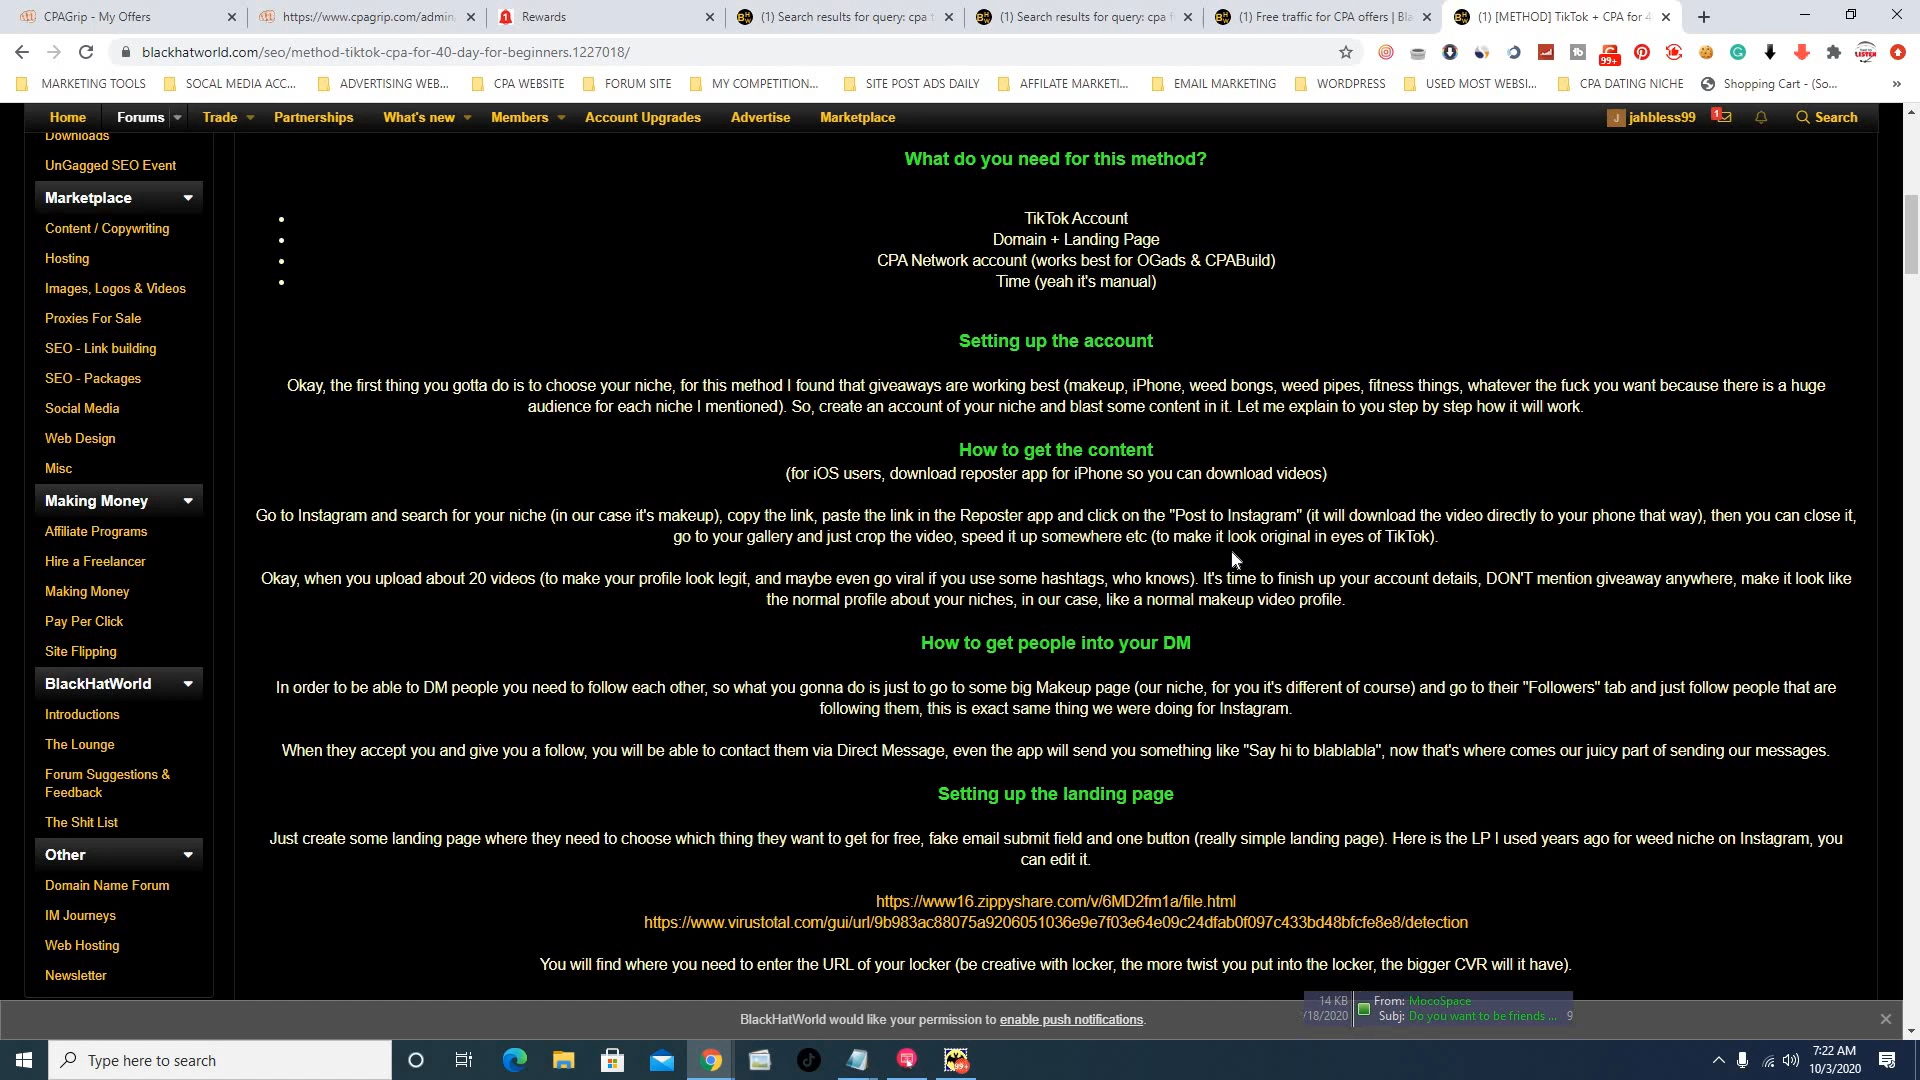 CPAGrip - My Offers
https://www.cpagrip.com/admin
Rewards
(1) Search results for query: cpa t
(1) Search results for query: cpa f
(1) Free traffic for CPA offers | Bla
(1) [METHOD] TikTok + CPA for 4
blackhatworld.com/seo/method-tiktok-cpa-for-40-day-for-beginners.1227018/
99+
MARKETING TOOLS
SOCAL MEDIA ACC...
ADVERTISING WEB...
CPA WEBSITE
FORUM SITE
MY COMPETITION...
SITE POST ADS DAILY
AFFILATE MARKETI...
EMAIL MARKETING
WORDPRESS
USED MOST WEBSI...
CPA DATING NICHE
Shopping Cart - (So...
»
Home
Forums
Trade
Partnerships
What's new
Members
Account Upgrades
Advertise
Marketplace
J jahbless99
1
Search
Downloads
UnGagged SEO Event
Marketplace
Content / Copywriting
Hosting
Images, Logos & Videos
Proxies For Sale
SEO - Link building
SEO - Packages
Social Media
Web Design
Misc
Making Money
Affiliate Programs
Hire a Freelancer
Making Money
Pay Per Click
Site Flipping
BlackHatWorld
Introductions
The Lounge
Forum Suggestions &
Feedback
The Shit List
Other
Domain Name Forum
IM Journeys
Web Hosting
Newsletter
What do you need for this method?
• TikTok Account
• Domain + Landing Page
• CPA Network account (works best for OGads & CPABuild)
• Time (yeah it's manual)
Setting up the account
Okay, the first thing you gotta do is to choose your niche, for this method I found that giveaways are working best (makeup, iPhone, weed bongs, weed pipes, fitness things, whatever the fuck you want because there is a huge
audience for each niche I mentioned). So, create an account of your niche and blast some content in it. Let me explain to you step by step how it will work.
How to get the content
(for iOS users, download reposter app for iPhone so you can download videos)
Go to Instagram and search for your niche (in our case it's makeup), copy the link, paste the link in the Reposter app and click on the "Post to Instagram" (it will download the video directly to your phone that way), then you can close it,
go to your gallery and just crop the video, speed it up somewhere etc (to make it look original in eyes of TikTok).
Okay, when you upload about 20 videos (to make your profile look legit, and maybe even go viral if you use some hashtags, who knows). It's time to finish up your account details, DON'T mention giveaway anywhere, make it look like
the normal profile about your niches, in our case, like a normal makeup video profile.
How to get people into your DM
In order to be able to DM people you need to follow each other, so what you gonna do is just to go to some big Makeup page (our niche, for you it's different of course) and go to their "Followers" tab and just follow people that are
following them, this is exact same thing we were doing for Instagram.
When they accept you and give you a follow, you will be able to contact them via Direct Message, even the app will send you something like "Say hi to blablabla", now that's where comes our juicy part of sending our messages.
Setting up the landing page
Just create some landing page where they need to choose which thing they want to get for free, fake email submit field and one button (really simple landing page). Here is the LP I used years ago for weed niche on Instagram, you
can edit it.
https://www16.zippyshare.com/v/6MD2fm1a/file.html
https://www.virustotal.com/gui/url/9b983ac88075a9206051036e9e7f03e64e09c24dfab0f097c433bd48bfcfe8e8/detection
You will find where you need to enter the URL of your locker (be creative with locker, the more twist you put into the locker, the bigger CVR will it have).
BlackHatWorld would like your permission to enable push notifications.
14 KB From: MocoSpace
/18/2020 Subj: Do you want to be friends ... 9
Type here to search
99+
7:22 AM
10/3/2020